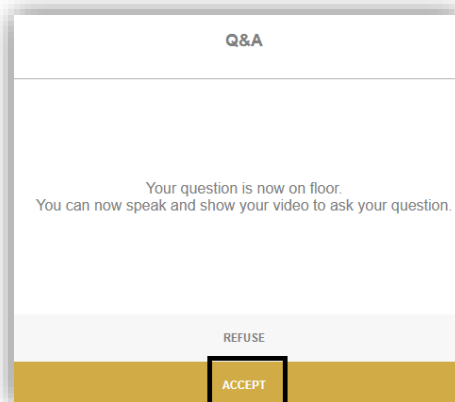 Q&A
Your question is now on floor.
You can now speak and show your video to ask your question.
REFUSE
ACCEPT